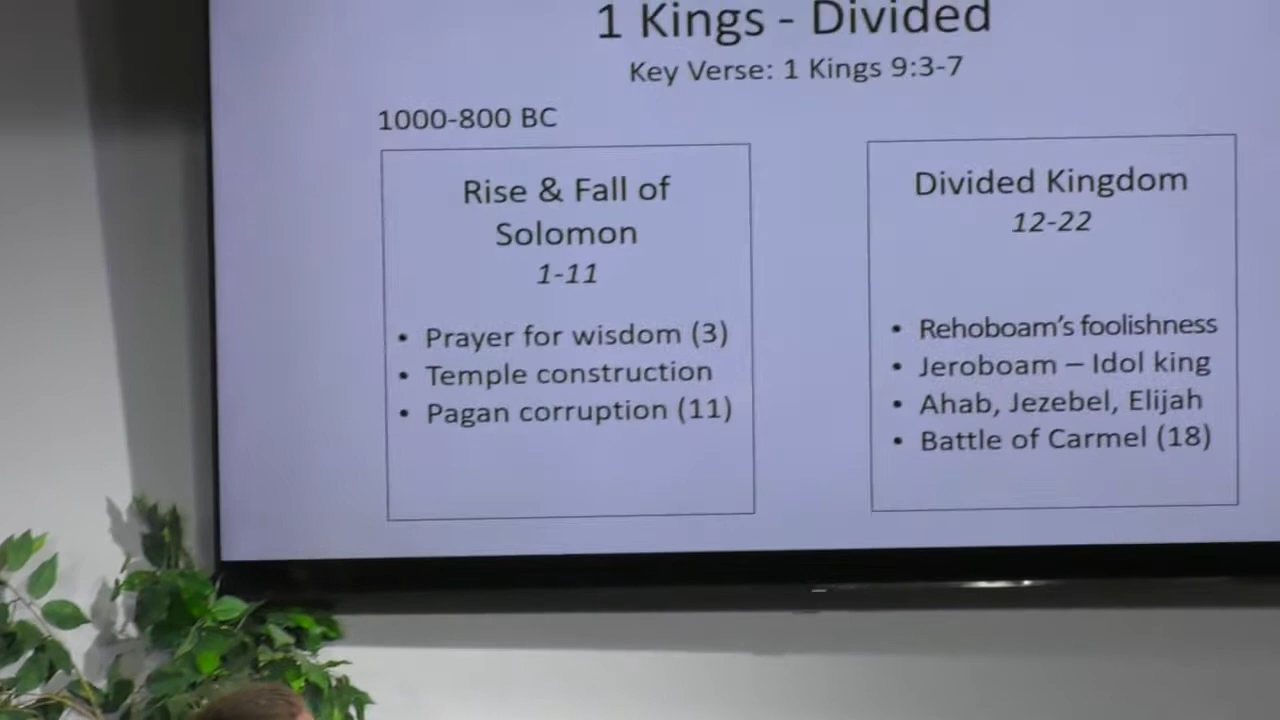 1 Kings - Divided
Key Verse: 1 Kings 9:3-7
1000-800 BC
Rise & Fall of
Solomon
1-11
• Prayer for wisdom (3)
• Temple construction
• Pagan corruption (11)
Divided Kingdom
12-22
• Rehoboam's foolishness
• Jeroboam – Idol king
• Ahab, Jezebel, Elijah
• Battle of Carmel (18)